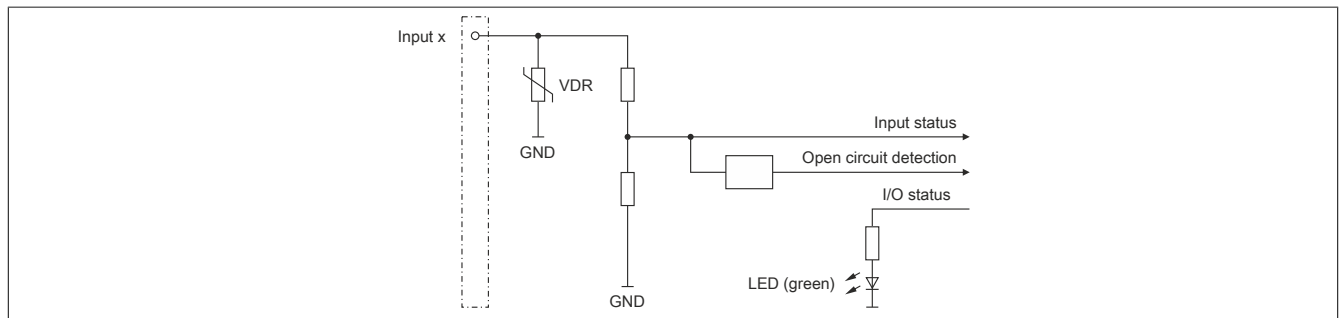 Input x
VDR
GND
Input status
Open circuit detection
I/O status
LED (green)
GND